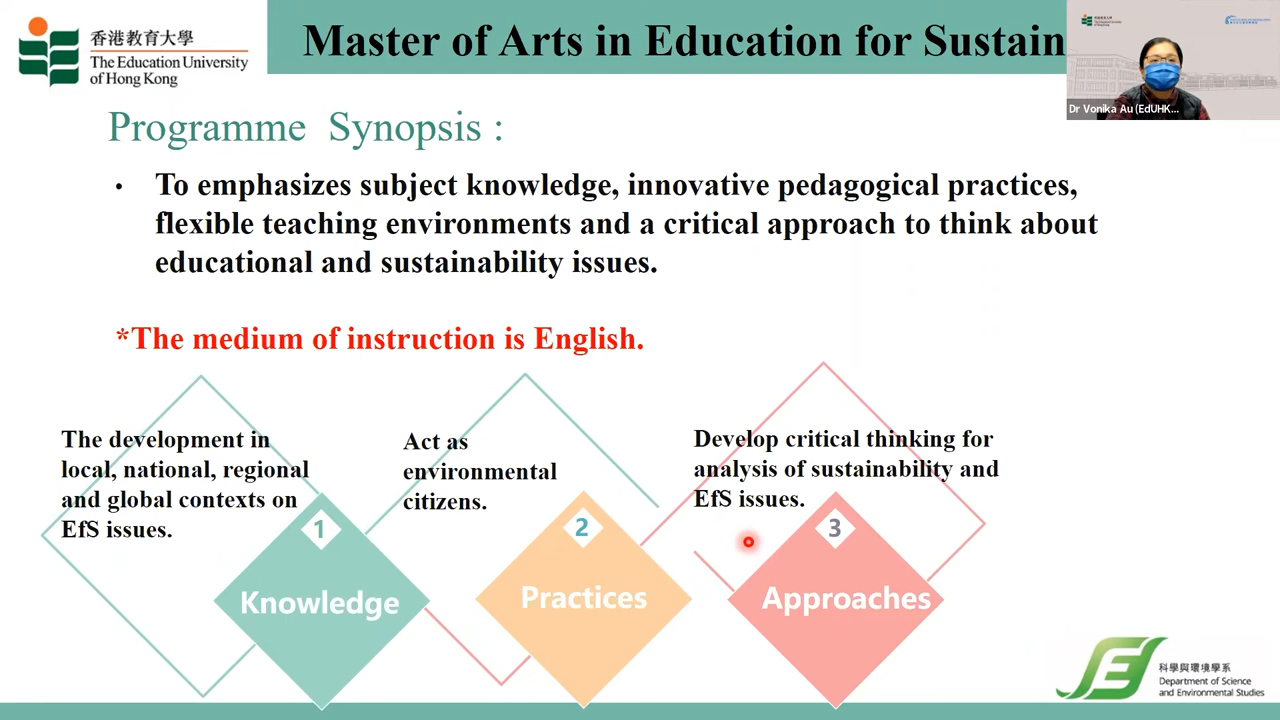 香港教育大學
The Education University
of Hong Kong
Master of Arts in Education for Sustain
Dr Vonika Au (EdUHK...
Programme Synopsis :
• To emphasizes subject knowledge, innovative pedagogical practices,
flexible teaching environments and a critical approach to think about
educational and sustainability issues.
*The medium of instruction is English.
The development in
local, national, regional
and global contexts on
EfS issues.
1
Knowledge
Act as
environmental
citizens.
2
Practices
Develop critical thinking for
analysis of sustainability and
EfS issues.
3
Approaches
科學與環境學系
Department of Science
and Environmental Studies